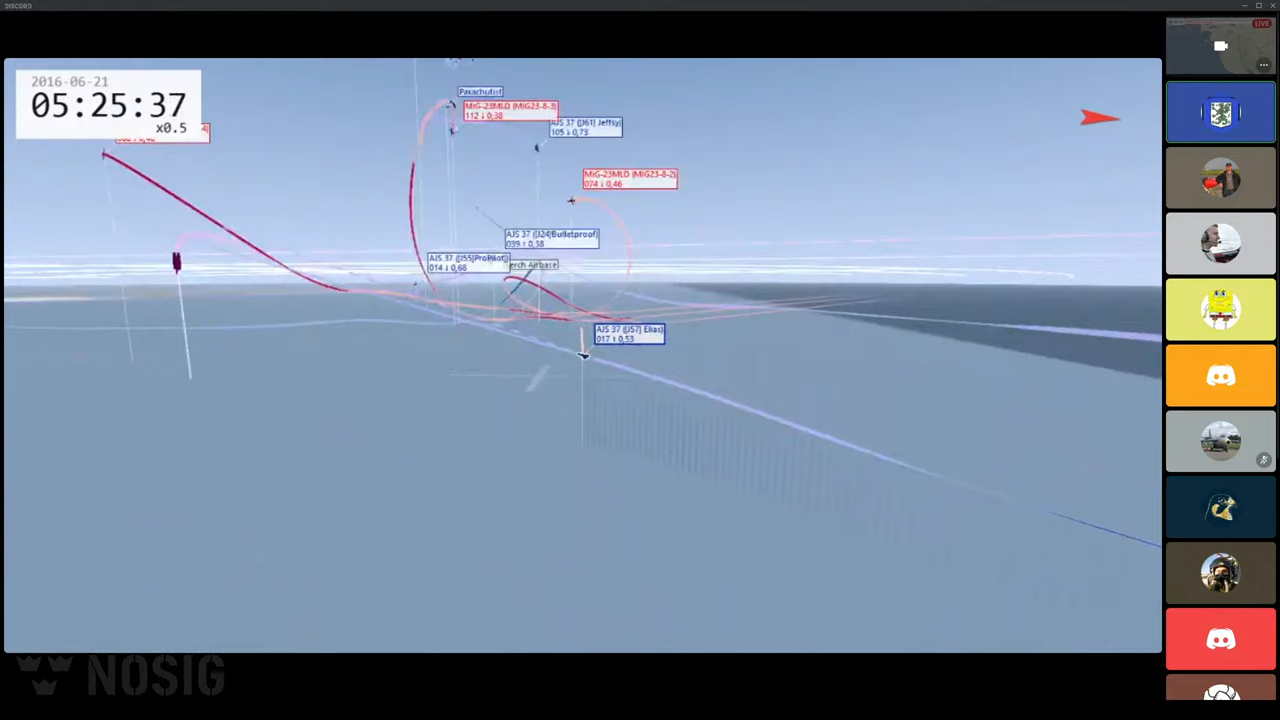 DISCORD
LIVE
2016-06-21
05:25:37
x0.5
Parachutist
MiG-23MLD (MIG23-8-3)
112 ↓ 0,38
AJS 37 ([J61] Jeffsy)
105 ↓ 0,73
MiG-23MLD (MIG23-8-2)
074 ↓ 0,46
AJS 37 ([J24]Bulletproof)
039 ↑ 0,38
AJS 37 ([J55]ProPilot)
014 ↓ 0,68
erch Airbase
AJS 37 ([J57] Elias)
017 ↑ 0,53
NOSIG